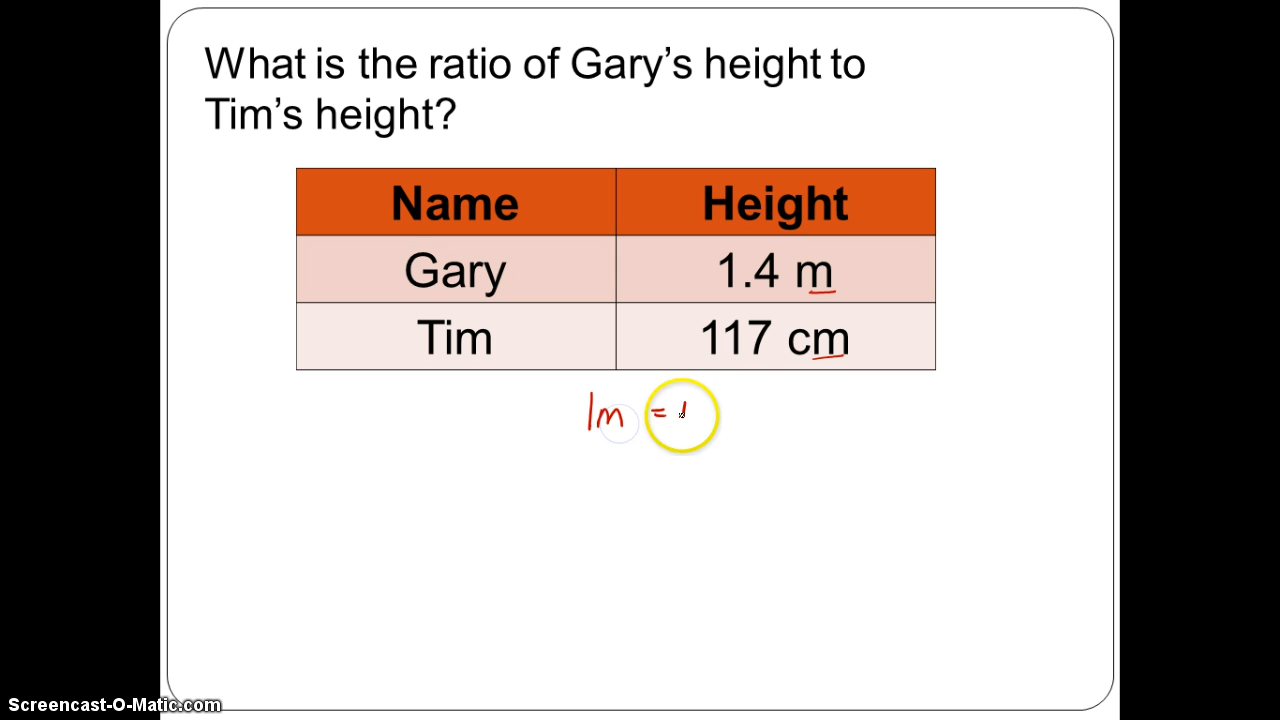 What is the ratio of Gary’s height to
Tim’s height?
Name Height
Gary 1.4 m
Tim 117 cm
1m =
Screencast-O-Matic.com